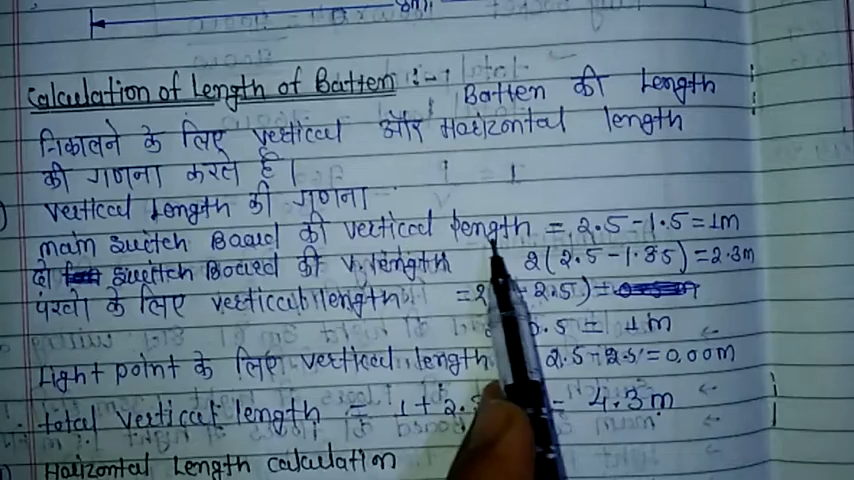 Calculation of Length of Batten :- Batten की Length
निकालने के लिए vertical और Horizontal length
की गणना करते है।
vertical length की गणना
main switch Board की vertical length = 2.5-1.5=1m
दो switch Board की v. length 2(2.5-1.35)=2.3m
पंखो के लिए vertical length =2 2.5)=
0.5 = 1m
Light point के लिए vertical length 2.5-2.5=0.00m
total vertical length = 1+2. = 4.3m
Horizontal Length calculation